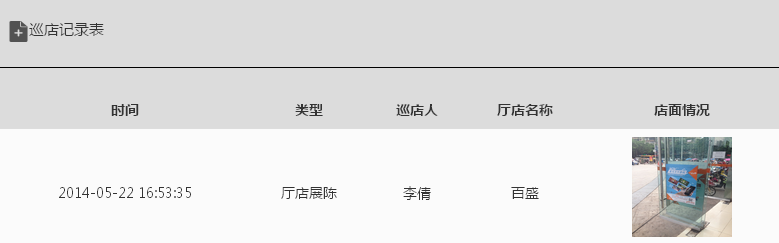 巡店记录表
时间 类型 巡店人 厅店名称 店面情况
2014-05-22 16:53:35 厅店展陈 李倩 百盛